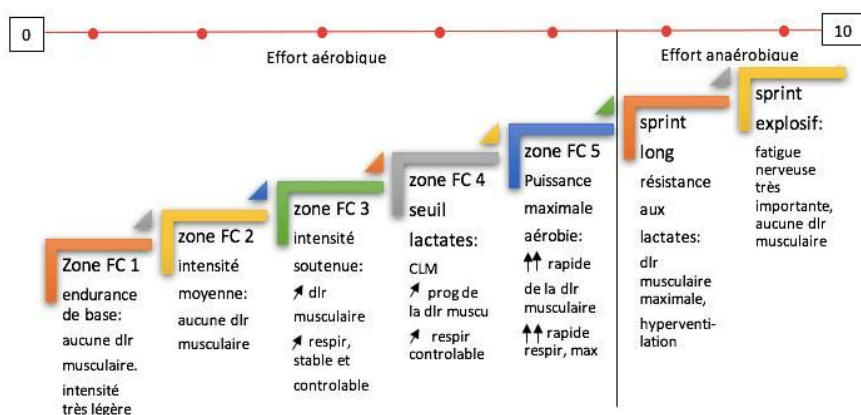 0
10
Effort aérobique
Effort anaérobique
Zone FC 1
endurance
de base:
aucune dlr
musculaire.
intensité
très légère
zone FC 2
intensité
moyenne:
aucune dlr
musculaire
zone FC 3
intensité
soutenue:
↗ dlr
musculaire
↗ respir,
stable et
controlable
zone FC 4
seuil
lactates:
CLM
↗ prog de
la dlr muscu
↗ respir
controlable
zone FC 5
Puissance
maximale
aérobie:
↑↑ rapide
de la dlr
musculaire
↑↑ rapide
respir, max
sprint
long
résistance
aux
lactates:
dlr
musculaire
maximale,
hyperventi-
lation
sprint
explosif:
fatigue
nerveuse
très
importante,
aucune dlr
musculaire